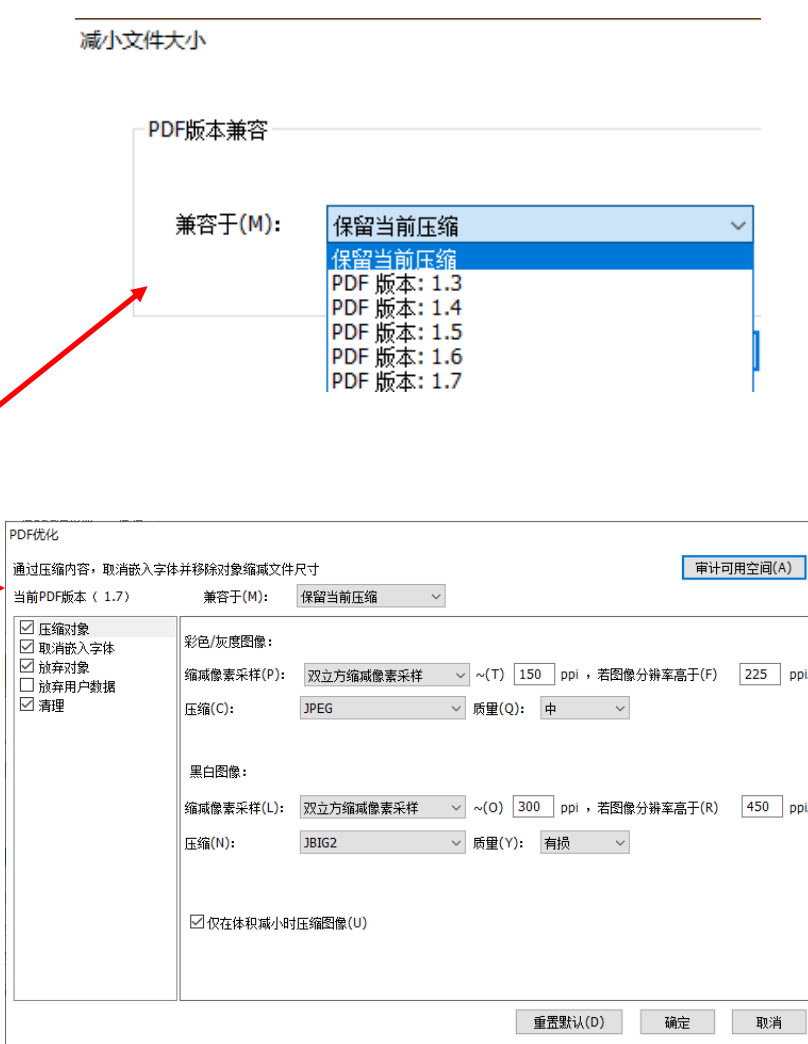 减小文件大小
PDF版本兼容
兼容于(M): 保留当前压缩
保留当前压缩
PDF 版本: 1.3
PDF 版本: 1.4
PDF 版本: 1.5
PDF 版本: 1.6
PDF 版本: 1.7
PDF优化
通过压缩内容，取消嵌入字体并移除对象缩减文件尺寸 审计可用空间(A)
当前PDF版本 ( 1.7) 兼容于(M): 保留当前压缩
压缩对象
取消嵌入字体
放弃对象
放弃用户数据
清理
彩色/灰度图像:
缩减像素采样(P): 双立方缩减像素采样 ~(T) 150 ppi ，若图像分辨率高于(F) 225 ppi
压缩(C): JPEG 质量(Q): 中
黑白图像:
缩减像素采样(L): 双立方缩减像素采样 ~(O) 300 ppi ，若图像分辨率高于(R) 450 ppi
压缩(N): JBIG2 质量(Y): 有损
仅在体积减小时压缩图像(U)
重置默认(D) 确定 取消